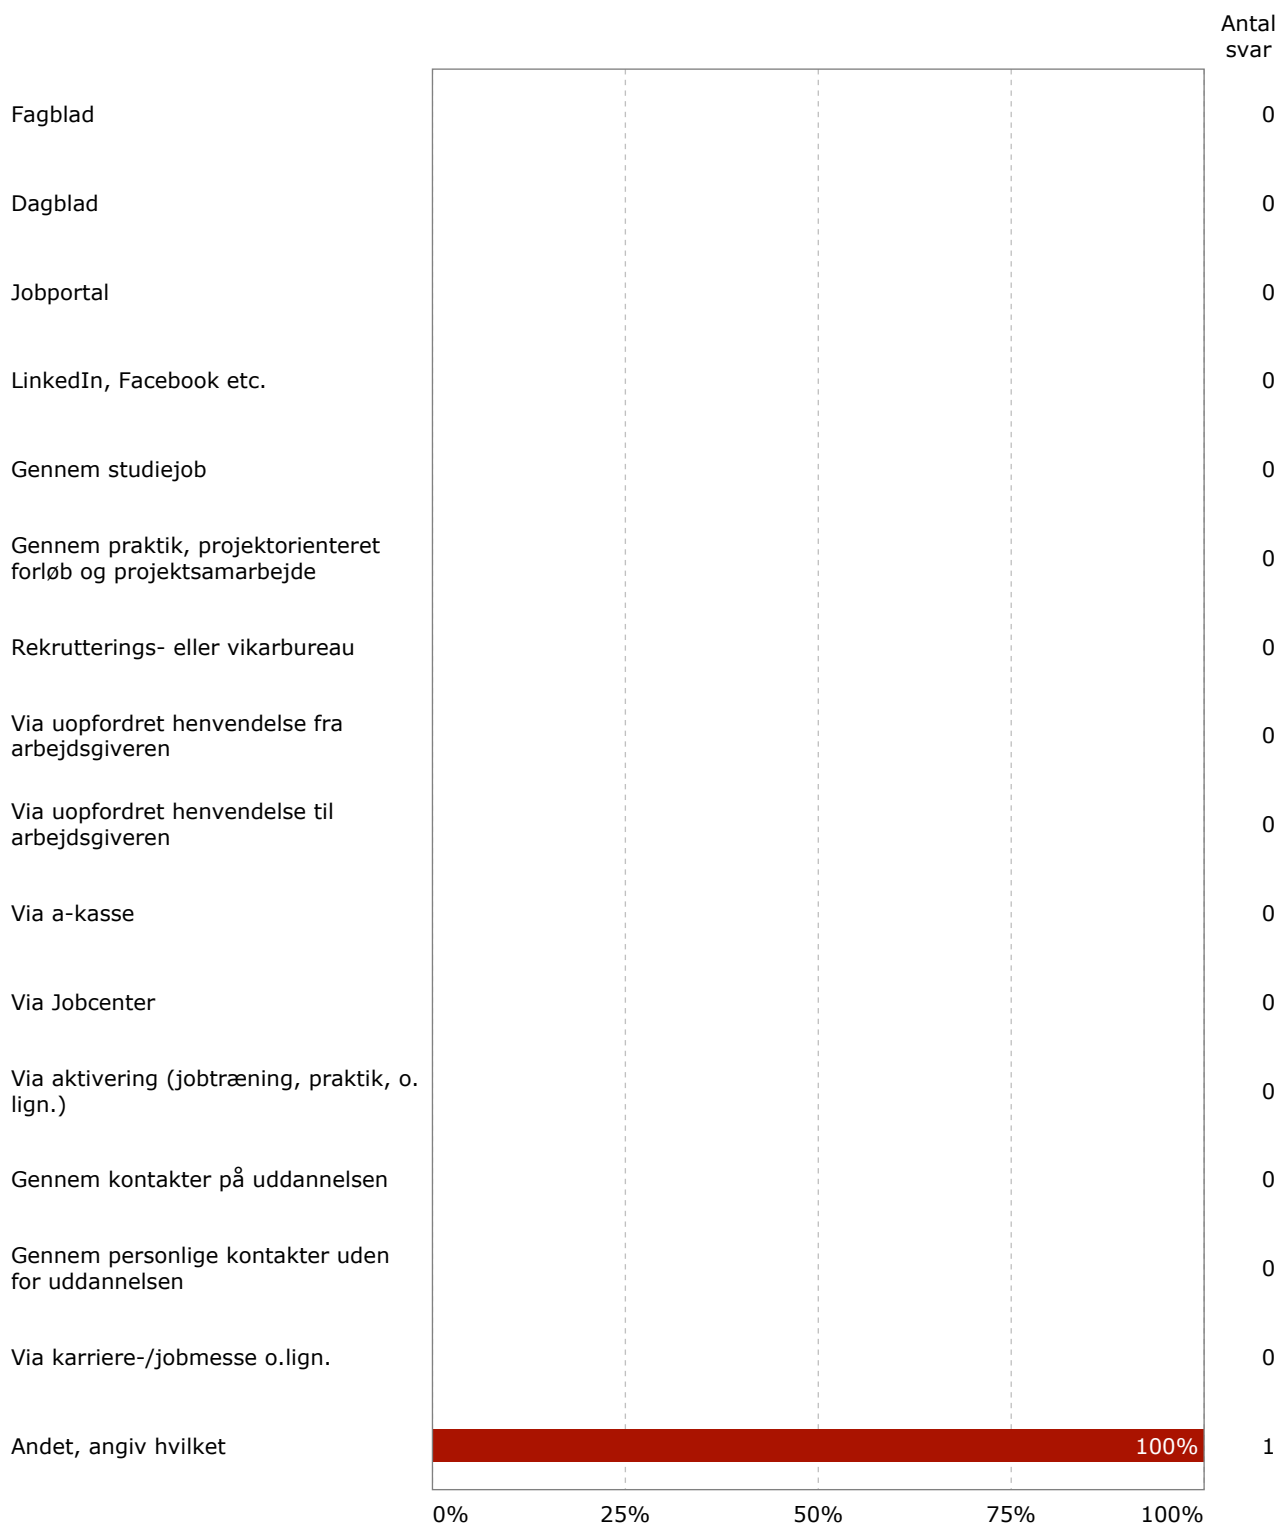 Antal
svar
Fagblad 0
Dagblad 0
Jobportal 0
LinkedIn, Facebook etc. 0
Gennem studiejob 0
Gennem praktik, projektorienteret
forløb og projektsamarbejde 0
Rekrutterings- eller vikarbureau 0
Via uopfordret henvendelse fra
arbejdsgiveren 0
Via uopfordret henvendelse til
arbejdsgiveren 0
Via a-kasse 0
Via Jobcenter 0
Via aktivering (jobtræning, praktik, o.
lign.) 0
Gennem kontakter på uddannelsen 0
Gennem personlige kontakter uden
for uddannelsen 0
Via karriere-/jobmesse o.lign. 0
Andet, angiv hvilket 100% 1
0% 25% 50% 75% 100%